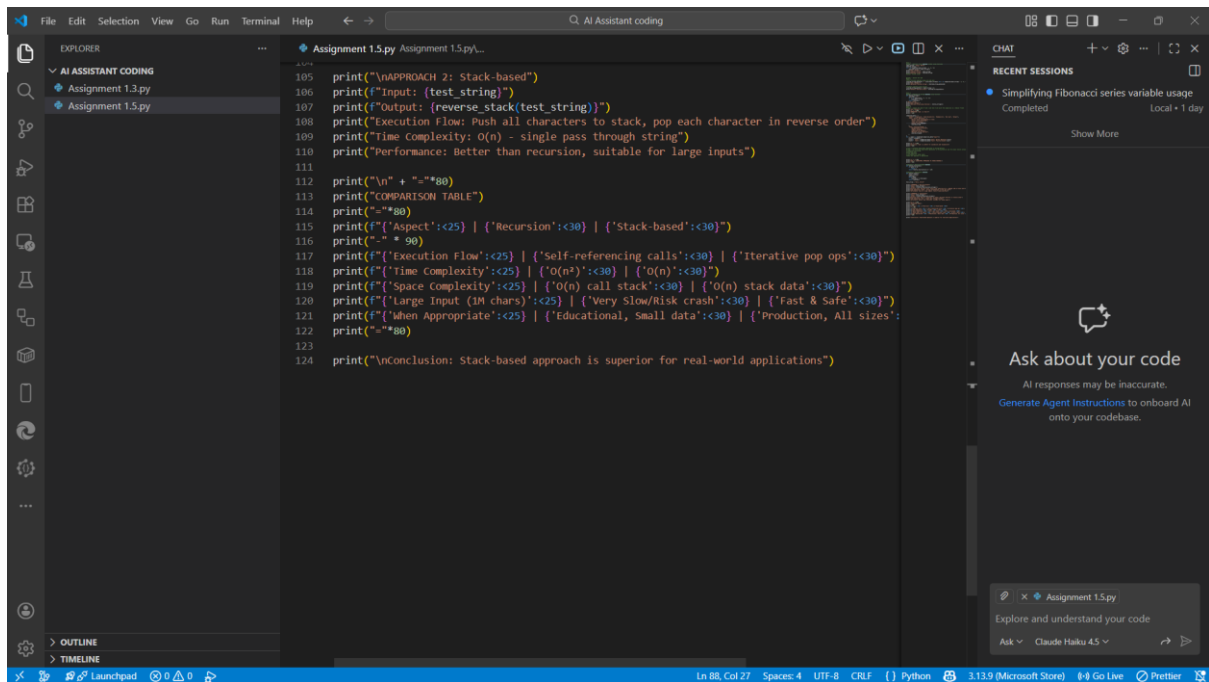 File Edit Selection View Go Run Terminal Help
AI Assistant coding
EXPLORER
AI ASSISTANT CODING
Assignment 1.3.py
Assignment 1.5.py
Assignment 1.5.py Assignment 1.5.py\...
104
105 print("\nAPPROACH 2: Stack-based")
106 print(f"Input: {test_string}")
107 print(f"Output: {reverse_stack(test_string)}")
108 print("Execution Flow: Push all characters to stack, pop each character in reverse order")
109 print("Time Complexity: O(n) - single pass through string")
110 print("Performance: Better than recursion, suitable for large inputs")
111
112 print("\n" + "="*80)
113 print("COMPARISON TABLE")
114 print("="*80)
115 print(f"{'Aspect':<25} | {'Recursion':<30} | {'Stack-based':<30}")
116 print("-" * 90)
117 print(f"{'Execution Flow':<25} | {'Self-referencing calls':<30} | {'Iterative pop ops':<30}")
118 print(f"{'Time Complexity':<25} | {'O(n²)':<30} | {'O(n)':<30}")
119 print(f"{'Space Complexity':<25} | {'O(n) call stack':<30} | {'O(n) stack data':<30}")
120 print(f"{'Large Input (1M chars)':<25} | {'Very Slow/Risk crash':<30} | {'Fast & Safe':<30}")
121 print(f"{'When Appropriate':<25} | {'Educational, Small data':<30} | {'Production, All sizes':
122 print("="*80)
123
124 print("\nConclusion: Stack-based approach is superior for real-world applications")
CHAT
RECENT SESSIONS
Simplifying Fibonacci series variable usage
Completed Local • 1 day
Show More
Ask about your code
AI responses may be inaccurate.
Generate Agent Instructions to onboard AI
onto your codebase.
Assignment 1.5.py
Explore and understand your code
Ask Claude Haiku 4.5
OUTLINE
TIMELINE
Launchpad 0 0 Ln 88, Col 27 Spaces: 4 UTF-8 CRLF {} Python 3.13.9 (Microsoft Store) Go Live Prettier